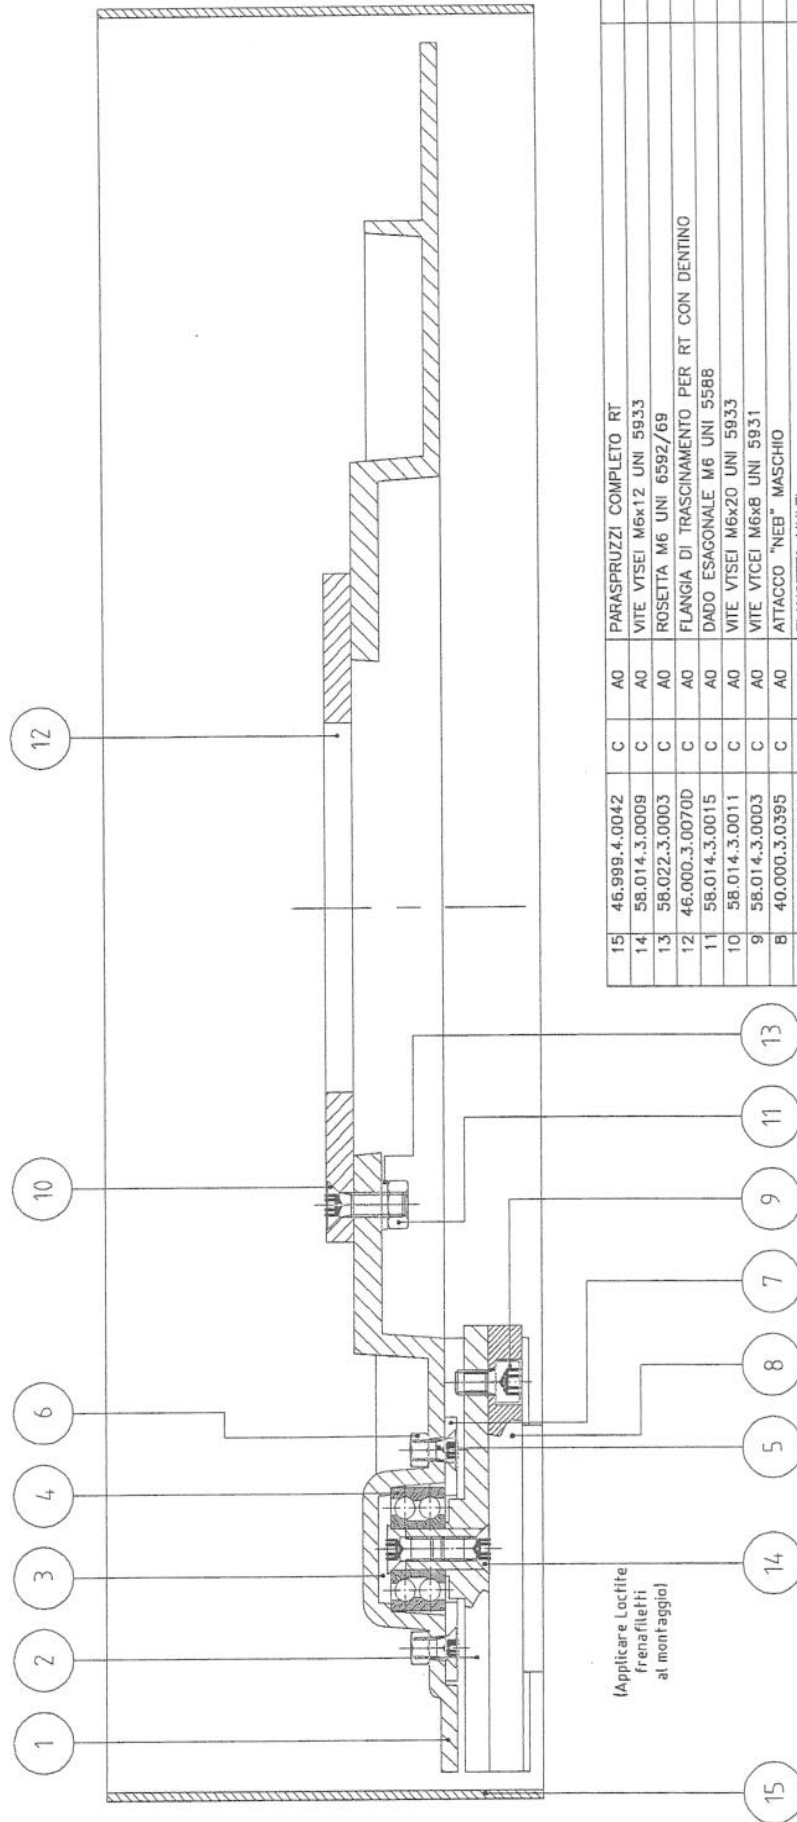 12
10
6
4
3
2
1
13
11
9
7
8
5
14
15
(Applicare Loctite
frenafiletti
al montaggio)
15 46.999.4.0042 C A0 PARASPRUZZI COMPLETO RT
14 58.014.3.0009 C A0 VITE VTSEI M6x12 UNI 5933
13 58.022.3.0003 C A0 ROSETTA M6 UNI 6592/69
12 46.000.3.0070D C A0 FLANGIA DI TRASCINAMENTO PER RT CON DENTINO
11 58.014.3.0015 C A0 DADO ESAGONALE M6 UNI 5588
10 58.014.3.0011 C A0 VITE VTSEI M6x20 UNI 5933
9 58.014.3.0003 C A0 VITE VTCEI M6x8 UNI 5931
8 40.000.3.0395 C A0 ATTACCO "NEB" MASCHIO